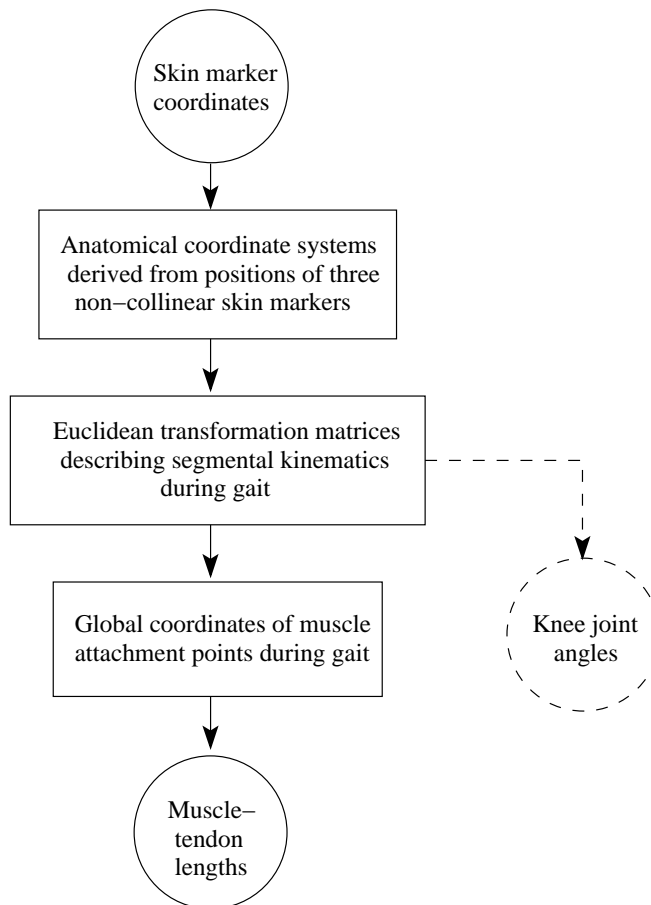 Skin marker
coordinates
Anatomical coordinate systems
derived from positions of three
non−collinear skin markers
Euclidean transformation matrices
describing segmental kinematics
during gait
Global coordinates of muscle
attachment points during gait
Knee joint
angles
Muscle−
tendon
lengths